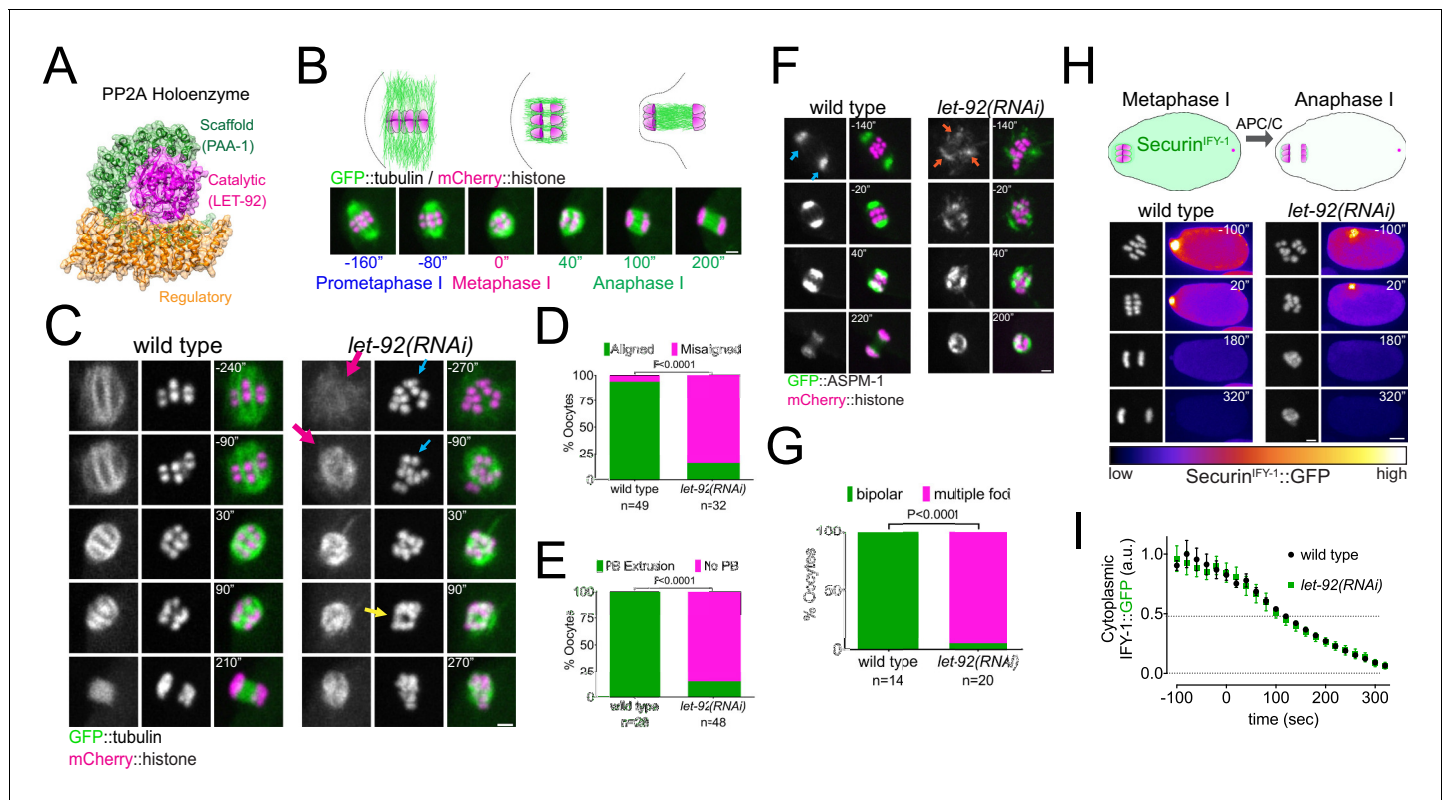 A
PP2A Holoenzyme
Scaffold
(PAA-1)
Catalytic
(LET-92)
Regulatory
B
GFP::tubulin / mCherry::histone
-160” -80” 0” 40” 100” 200”
Prometaphase I Metaphase I Anaphase I
C
wild type let-92(RNAi)
-240” -270”
-90” -90”
30” 30”
90” 90”
210” 270”
GFP::tubulin
mCherry::histone
D
Aligned Misaigned
P<0.0001
100
75
50
25
0
% Oocytes
wild type let-92(RNAi)
n=49 n=32
E
PB Extrusion No PB
P<0.0001
100
75
50
25
0
% Oocytes
wild type let-92(RNAi)
n=26 n=48
F
wild type let-92(RNAi)
-140” -140”
-20” -20”
40” 40”
220” 200”
GFP::ASPM-1
mCherry::histone
G
bipolar multiple foci
P<0.0001
100
50
0
% Oocytes
wild type let-92(RNAi)
n=14 n=20
H
Metaphase I Anaphase I
APC/C
Securin IFY-1
wild type let-92(RNAi)
-100” -100”
20” 20”
180” 180”
320” 320”
low Securin IFY-1::GFP high
I
Cytoplasmic
IFY-1::GFP (a.u.)
1.0
0.5
0.0
wild type
let-92(RNAi)
-100 0 100 200 300
time (sec)